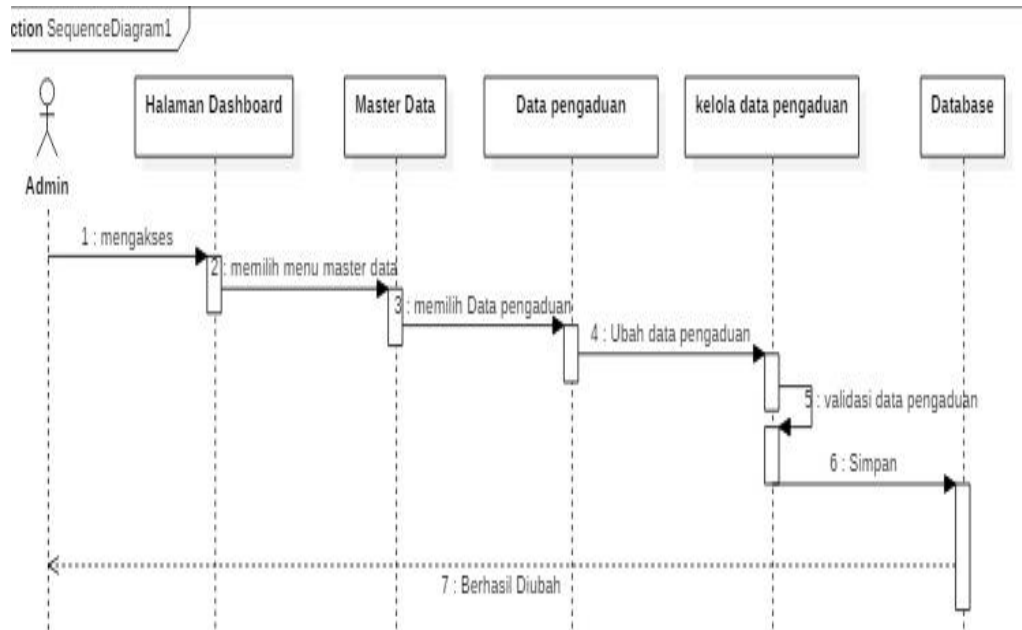 ction SequenceDiagram1
Halaman Dashboard
Master Data
Data pengaduan
kelola data pengaduan
Database
Admin
1 : mengakses
2 : memilih menu master data
3 : memilih Data pengaduan
4 : Ubah data pengaduan
5 : validasi data pengaduan
6 : Simpan
7 : Berhasil Diubah